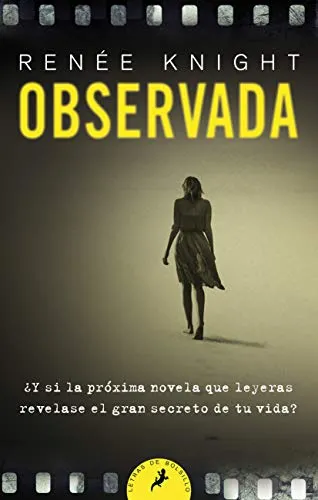 RENÉE KNIGHT
OBSERVADA
¿Y si la próxima novela que leyeras
revelase el gran secreto de tu vida?
LETRAS DE BOLSILLO